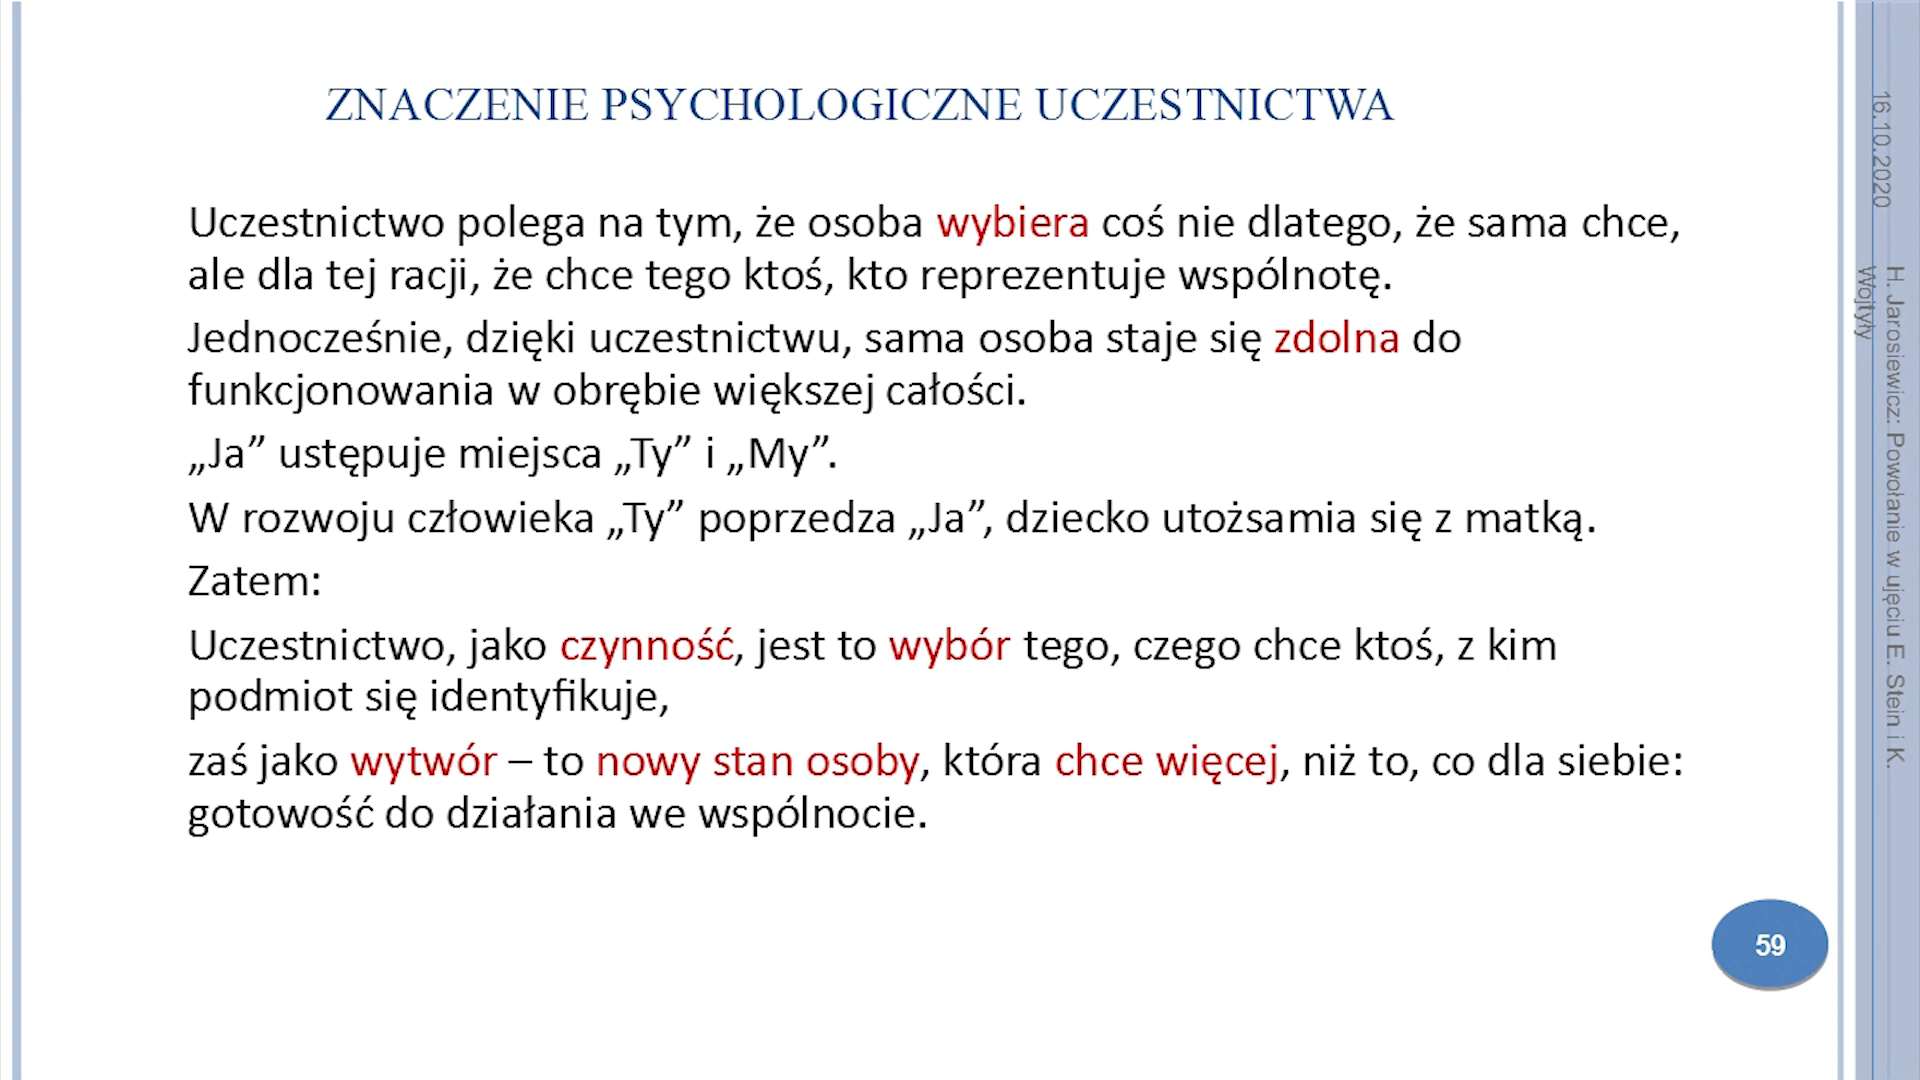 ZNACZENIE PSYCHOLOGICZNE UCZESTNICTWA
Uczestnictwo polega na tym, że osoba wybiera coś nie dlatego, że sama chce,
ale dla tej racji, że chce tego ktoś, kto reprezentuje wspólnotę.
Jednocześnie, dzięki uczestnictwu, sama osoba staje się zdolna do
funkcjonowania w obrębie większej całości.
„Ja” ustępuje miejsca „Ty” i „My”.
W rozwoju człowieka „Ty” poprzedza „Ja”, dziecko utożsamia się z matką.
Zatem:
Uczestnictwo, jako czynność, jest to wybór tego, czego chce ktoś, z kim
podmiot się identyfikuje,
zaś jako wytwór – to nowy stan osoby, która chce więcej, niż to, co dla siebie:
gotowość do działania we wspólnocie.
59
16.10.2020
H. Jarosiewicz: Powołanie w ujęciu E. Stein i K.
Wojtyły